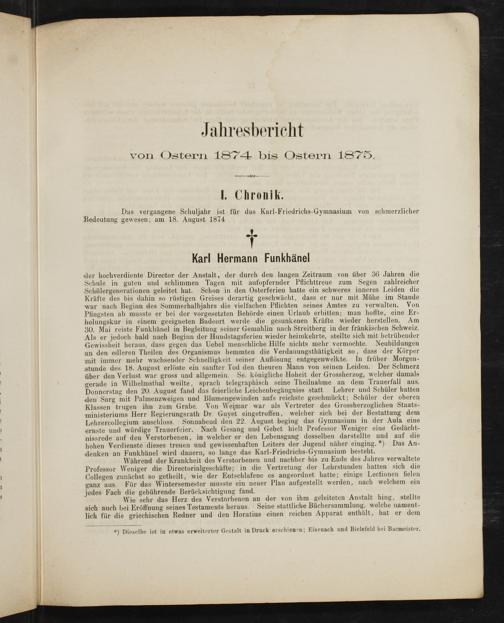 Jahresbericht
von Ostern 1874 bis Ostern 1875.
I. Chronik.
Das vergangene Schuljahr ist für das Karl-Friedrichs-Gymnasium von schmerzlicher
Bedeutung gewesen; am 18. August 1874
†
Karl Hermann Funkhänel
der hochverdiente Director der Anstalt, der durch den langen Zeitraum von über 36 Jahren die
Schule in guten und schlimmen Tagen mit aufopfernder Pflichttreue zum Segen zahlreicher
Schülergenerationen geleitet hat. Schon in den Osterferien hatte ein schweres inneres Leiden die
Kräfte des bis dahin so rüstigen Greises derartig geschwächt, dass er nur mit Mühe im Stande
war nach Beginn des Sommerhalbjahrs die vielfachen Pflichten seines Amtes zu verwalten. Von
Pfingsten ab musste er bei der vorgesetzten Behörde einen Urlaub erbitten; man hoffte, eine Er-
holungskur in einem geeigneten Badeort werde die gesunkenen Kräfte wieder herstellen. Am
30. Mai reiste Funkhänel in Begleitung seiner Gemahlin nach Streitberg in der fränkischen Schweiz.
Als er jedoch bald nach Beginn der Hundstagsferien wieder heimkehrte, stellte sich mit betrübender
Gewissheit heraus, dass gegen das Uebel menschliche Hilfe nichts mehr vermochte. Neubildungen
an den edleren Theilen des Organismus hemmten die Verdauungsthätigkeit so, dass der Körper
mit immer mehr wachsender Schnelligkeit seiner Auflösung entgegenwelkte. In früher Morgen-
stunde des 18. August erlöste ein sanfter Tod den theuren Mann von seinen Leiden. Der Schmerz
über den Verlust war gross und allgemein. Se. königliche Hoheit der Grossherzog, welcher damals
gerade in Wilhelmsthal weilte, sprach telegraphisch seine Theilnahme an dem Trauerfall aus.
Donnerstag den 20. August fand das feierliche Leichenbegängniss statt. Lehrer und Schüler hatten
den Sarg mit Palmenzweigen und Blumengewinden aufs reichste geschmückt; Schüler der oberen
Klassen trugen ihn zum Grabe. Von Weimar war als Vertreter des Grossherzoglichen Staats-
ministeriums Herr Regierungsrath Dr. Guyet eingetroffen, welcher sich bei der Bestattung dem
Lehrercollegium anschloss. Sonnabend den 22. August beging das Gymnasium in der Aula eine
ernste und würdige Trauerfeier. Nach Gesang und Gebet hielt Professor Weniger eine Gedächt-
nissrede auf den Verstorbenen, in welcher er den Lebensgang desselben darstellte und auf die
hohen Verdienste dieses treuen und gewissenhaften Leiters der Jugend näher einging. *) Das An-
denken an Funkhänel wird dauern, so lange das Karl-Friedrichs-Gymnasium besteht.
Während der Krankheit des Verstorbenen und nachher bis zu Ende des Jahres verwaltete
Professor Weniger die Directorialgeschäfte; in die Vertretung der Lehrstunden hatten sich die
Collegen zunächst so getheilt, wie der Entschlafene es angeordnet hatte; einige Lectionen fielen
ganz aus. Für das Wintersemester musste ein neuer Plan aufgestellt werden, nach welchem ein
jedes Fach die gebührende Berücksichtigung fand.
Wie sehr das Herz des Verstorbenen an der von ihm geleiteten Anstalt hing, stellte
sich auch bei Eröffnung seines Testaments heraus. Seine stattliche Büchersammlung, welche nament-
lich für die griechischen Redner und den Horatius einen reichen Apparat enthält, hat er dem
*) Dieselbe ist in etwas erweiterter Gestalt in Druck erschienen; Eisenach und Bielefeld bei Bacmeister.